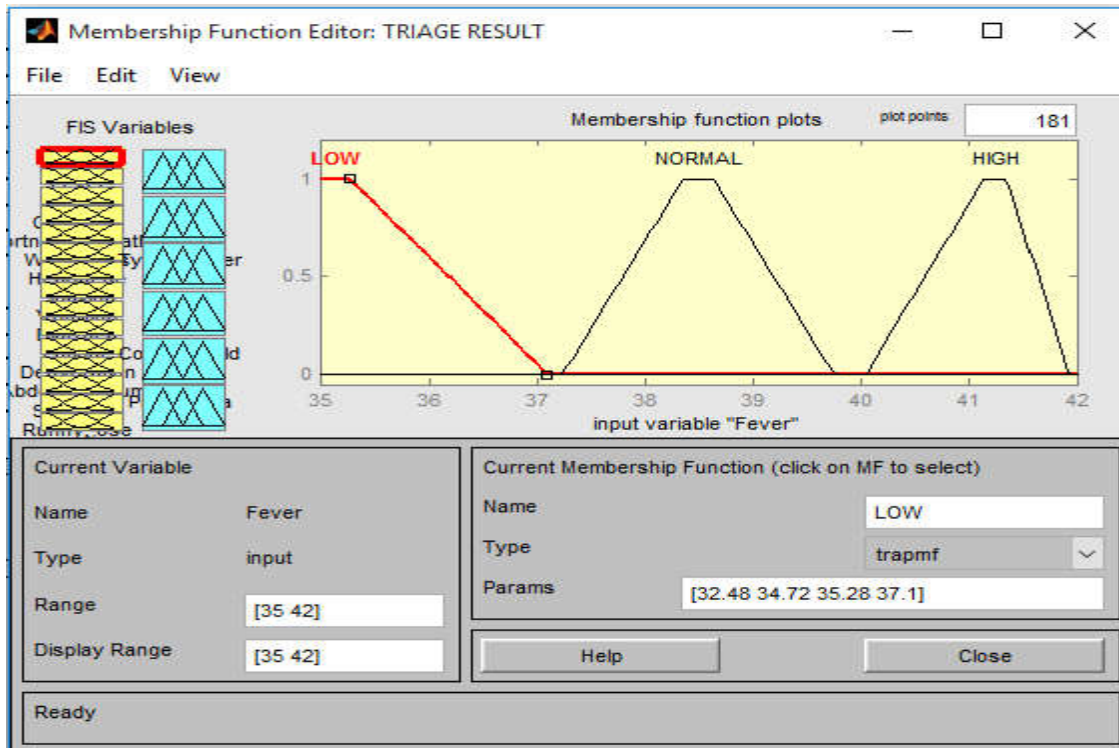 Membership Function Editor: TRIAGE RESULT
File Edit View
FIS Variables
Membership function plots
plot points 181
LOW NORMAL HIGH
1
0.5
0
35 36 37 38 39 40 41 42
input variable "Fever"
Current Variable
Name Fever
Type input
Range [35 42]
Display Range [35 42]
Current Membership Function (click on MF to select)
Name LOW
Type trapmf
Params [32.48 34.72 35.28 37.1]
Help Close
Ready